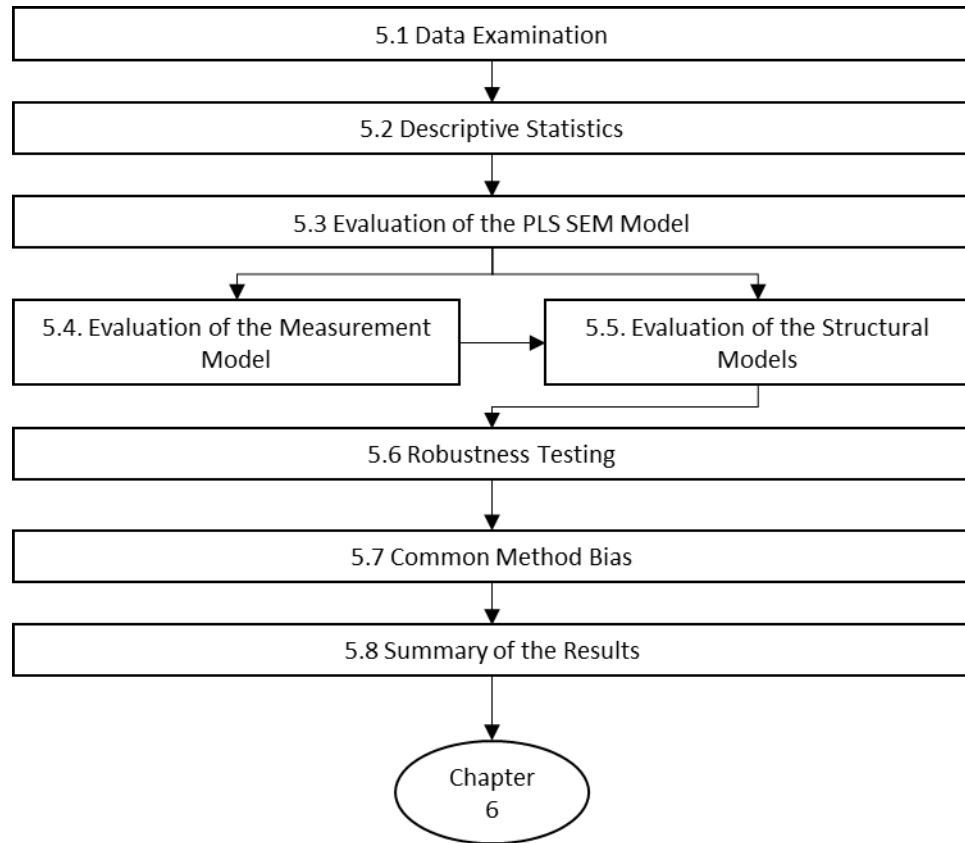 5.1 Data Examination
5.2 Descriptive Statistics
5.3 Evaluation of the PLS SEM Model
5.4. Evaluation of the Measurement
Model
5.5. Evaluation of the Structural
Models
5.6 Robustness Testing
5.7 Common Method Bias
5.8 Summary of the Results
Chapter
6